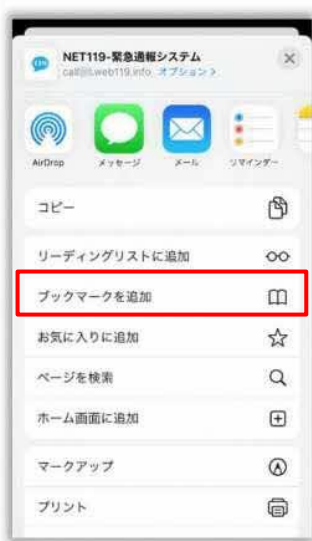 NET119-緊急通報システム
オプション >
AirDrop
メッセージ
メール
リマインダー
コピー
リーディングリストに追加
ブックマークを追加
お気に入りに追加
ページを検索
ホーム画面に追加
マークアップ
プリント